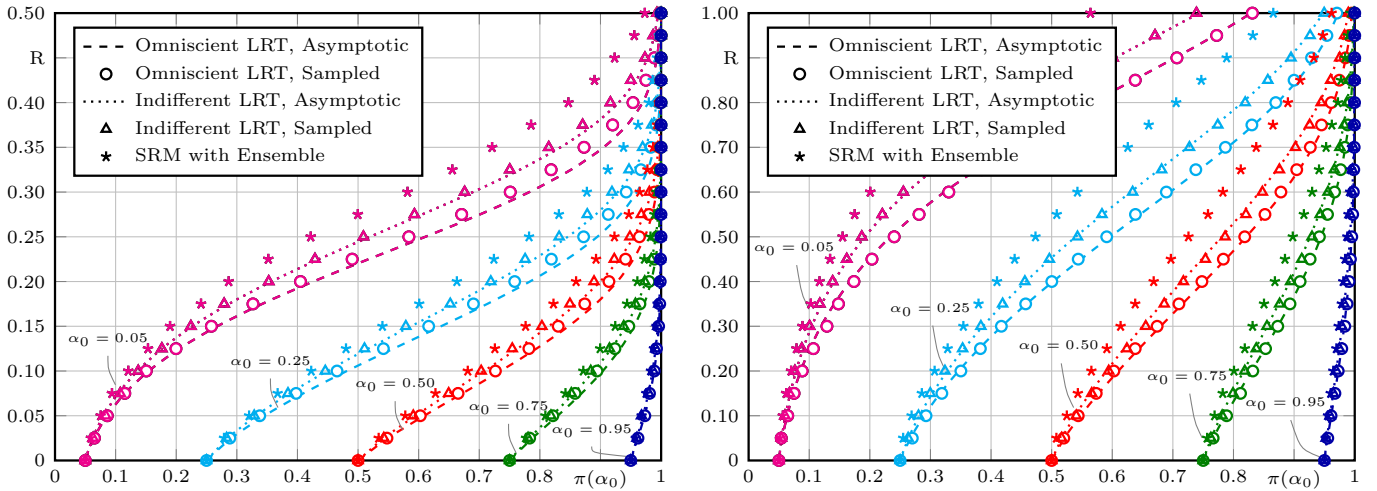 0.50
R
0.40
0.35
0.30
0.25
0.20
0.15
0.10
0.05
0
Omniscient LRT, Asymptotic
Omniscient LRT, Sampled
Indifferent LRT, Asymptotic
Indifferent LRT, Sampled
SRM with Ensemble
α0 = 0.05
α0 = 0.25
α0 = 0.50
α0 = 0.75
α0 = 0.95
0 0.1 0.2 0.3 0.4 0.5 0.6 0.7 0.8 π(α0) 1
1.00
R
0.80
0.70
0.60
0.50
0.40
0.30
0.20
0.10
0
Omniscient LRT, Asymptotic
Omniscient LRT, Sampled
Indifferent LRT, Asymptotic
Indifferent LRT, Sampled
SRM with Ensemble
α0 = 0.05
α0 = 0.25
α0 = 0.50
α0 = 0.75
α0 = 0.95
0 0.1 0.2 0.3 0.4 0.5 0.6 0.7 0.8 π(α0) 1